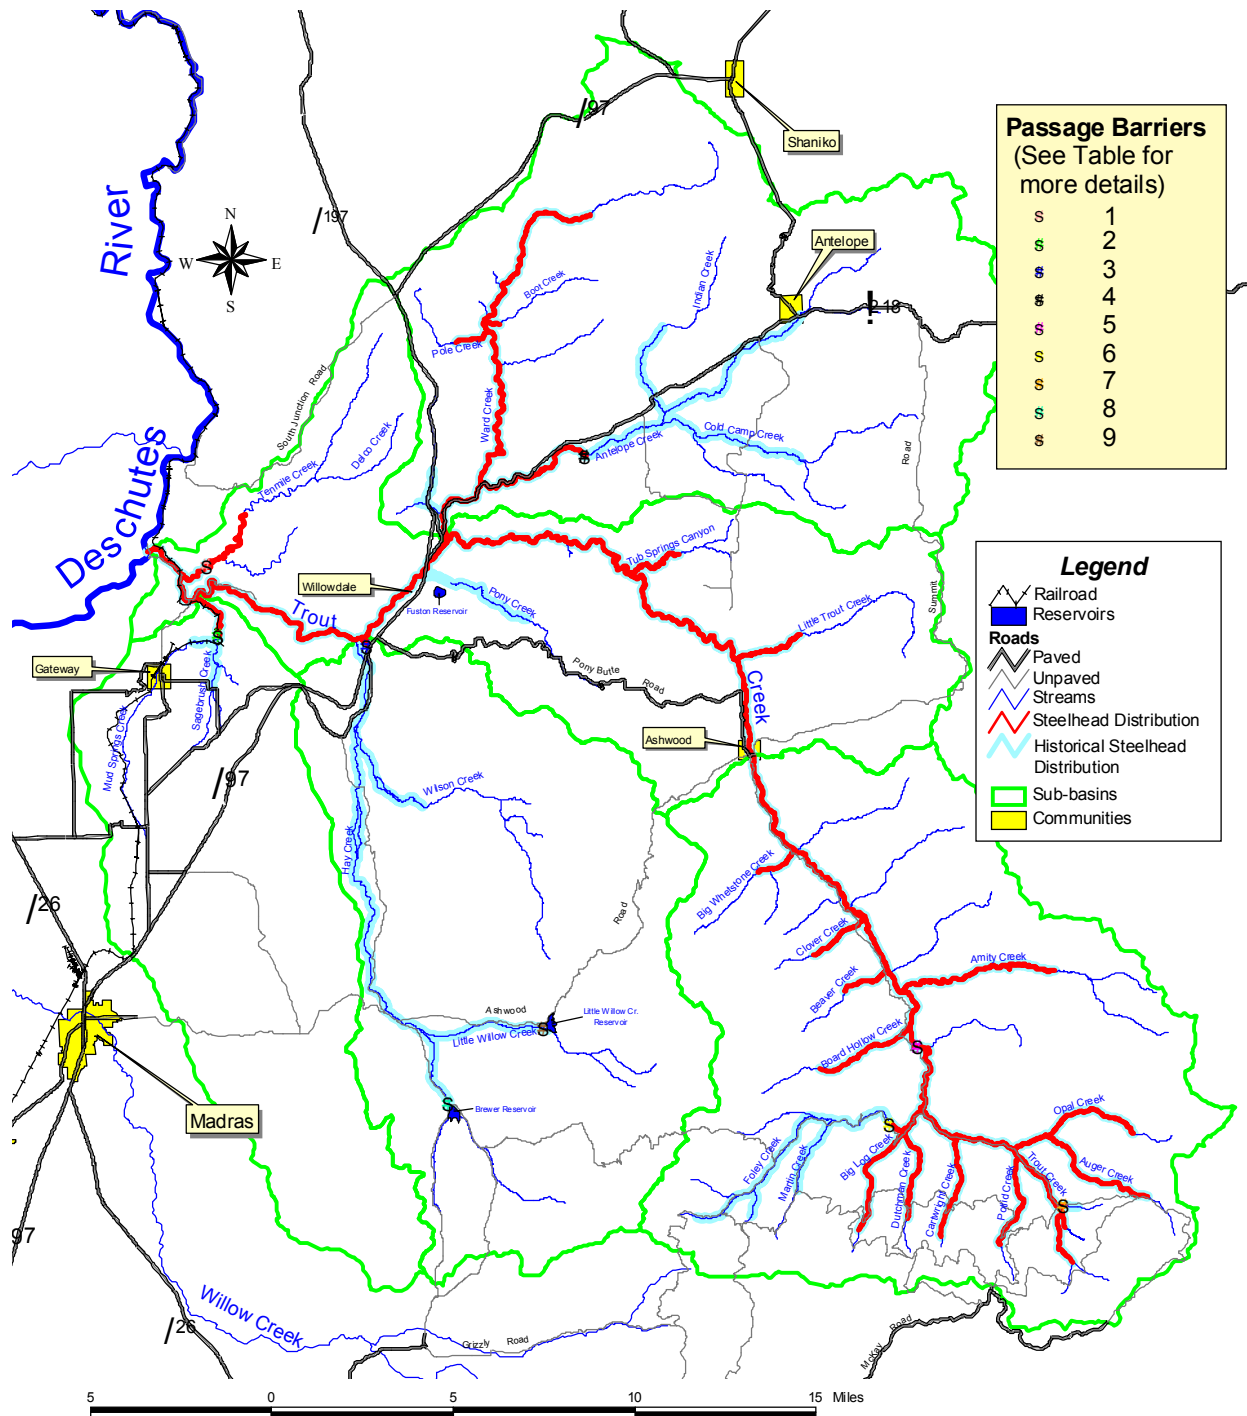 Passage Barriers
(See Table for
more details)
S 1
S 2
S 3
S 4
S 5
S 6
S 7
S 8
S 9
Legend
Railroad
Reservoirs
Roads
Paved
Unpaved
Streams
Steelhead Distribution
Historical Steelhead
Distribution
Sub-basins
Communities
Deschutes
River
N
W E
S
/97
/197
Shaniko
Antelope
218
Indian Creek
Boot Creek
Pole Creek
Ward Creek
South Junction Road
Tenmile Creek
Antelope Creek
Cold Camp Creek
Road
Summit
Tub Springs Canyon
Little Trout Creek
Willowdale
Fuston Reservoir
Pony Creek
Trout
Creek
Pony Butte
Road
Ashwood
Gateway
Sagebrush Creek
Mud Springs Creek
/97
/26
Hay Creek
Wilson Creek
Road
Ashwood
Little Willow Creek
Little Willow Cr.
Reservoir
Brewer Reservoir
Madras
Big Whetstone Creek
Clover Creek
Beaver Creek
Amity Creek
Board Hollow Creek
Foley Creek
Martin Creek
Big Log Creek
Dutchman Creek
Cartwright Creek
Potlid Creek
Trout Creek
Opal Creek
Auger Creek
97
/26
Willow Creek
Grizzly Road
McKay Road
5 0 5 10 15 Miles